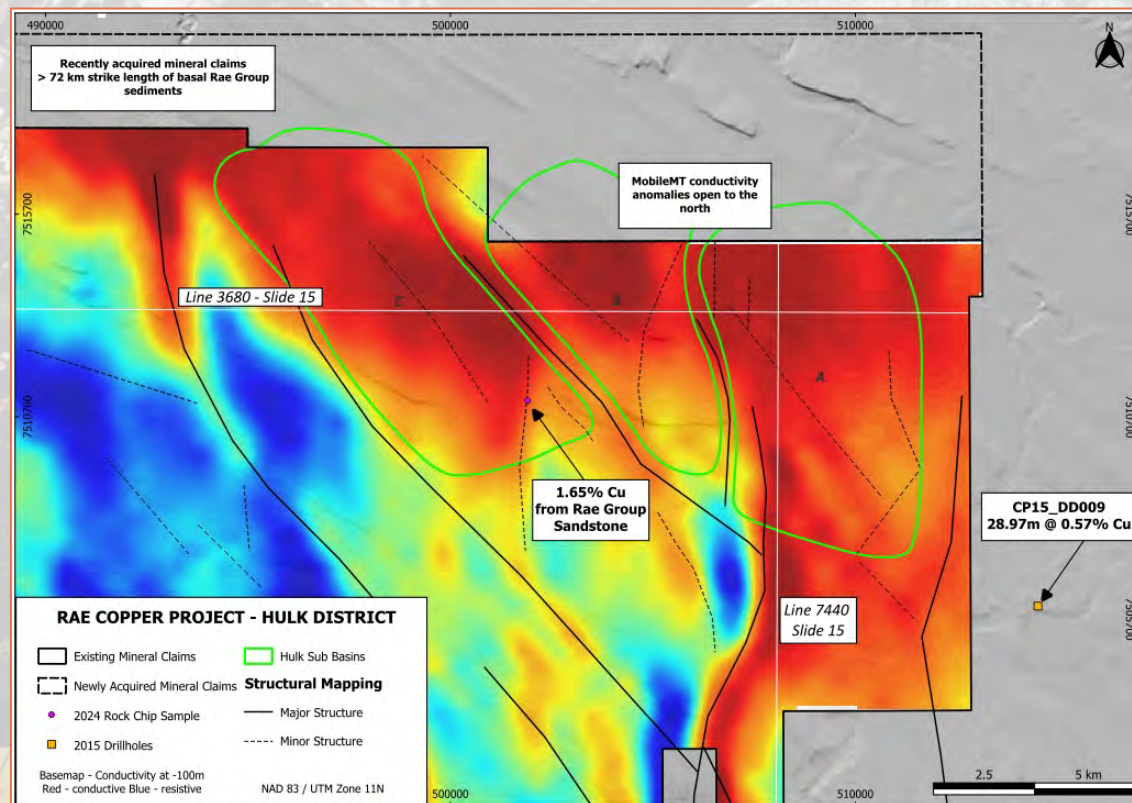 490000
500000
510000
Recently acquired mineral claims
> 72 km strike length of basal Rae Group
sediments
N
MobileMT conductivity
anomalies open to the
north
7515700
7515700
Line 3680 - Slide 15
E
B
A
7510700
7510700
1.65% Cu
from Rae Group
Sandstone
CP15_DD009
28.97m @ 0.57% Cu
7505700
Line 7440
Slide 15
RAE COPPER PROJECT - HULK DISTRICT
Existing Mineral Claims
Hulk Sub Basins
Newly Acquired Mineral Claims
Structural Mapping
2024 Rock Chip Sample
Major Structure
2015 Drillholes
Minor Structure
Basemap - Conductivity at -100m
Red - conductive Blue - resistive
NAD 83 / UTM Zone 11N
2.5
5 km
500000
510000